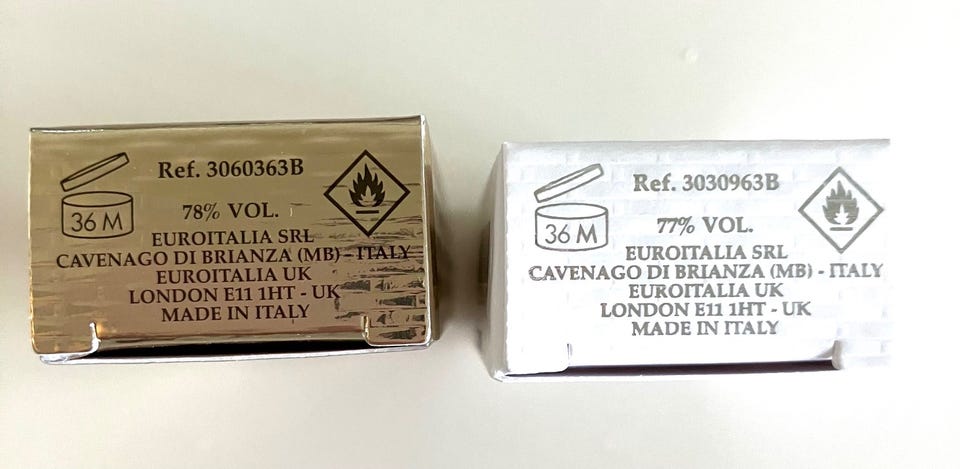 Ref. 3060363B
36 M
78% VOL.
EUROITALIA SRL
CAVENAGO DI BRIANZA (MB) - ITALY
EUROITALIA UK
LONDON E11 1HT - UK
MADE IN ITALY
Ref. 3030963B
36 M
77% VOL.
EUROITALIA SRL
CAVENAGO DI BRIANZA (MB) - ITALY
EUROITALIA UK
LONDON E11 1HT - UK
MADE IN ITALY